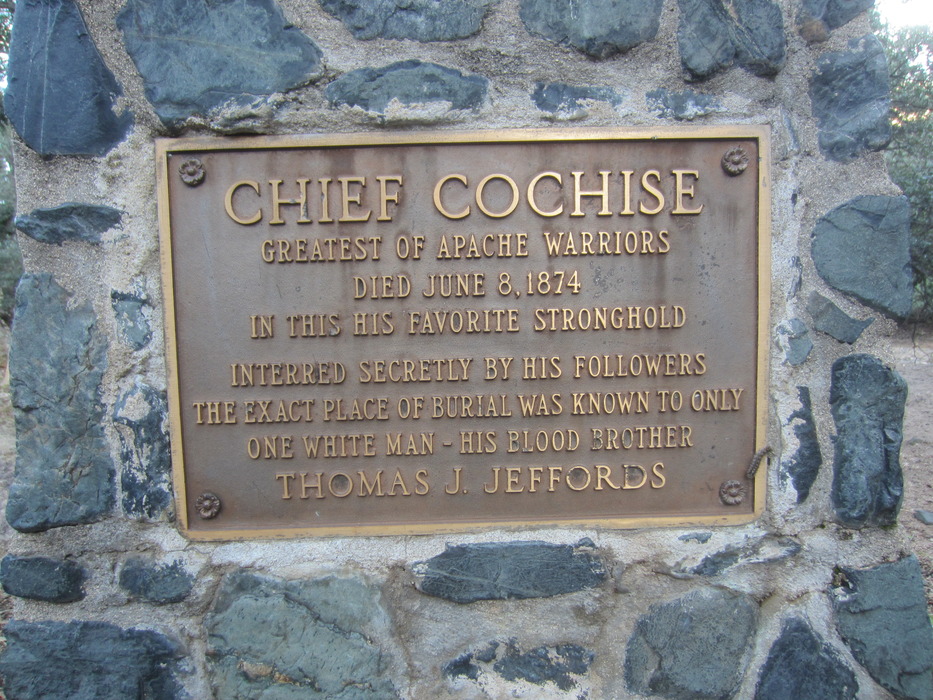 CHIEF COCHISE
GREATEST OF APACHE WARRIORS
DIED JUNE 8, 1874
IN THIS HIS FAVORITE STRONGHOLD
INTERRED SECRETLY BY HIS FOLLOWERS
THE EXACT PLACE OF BURIAL WAS KNOWN TO ONLY
ONE WHITE MAN - HIS BLOOD BROTHER
THOMAS J. JEFFORDS